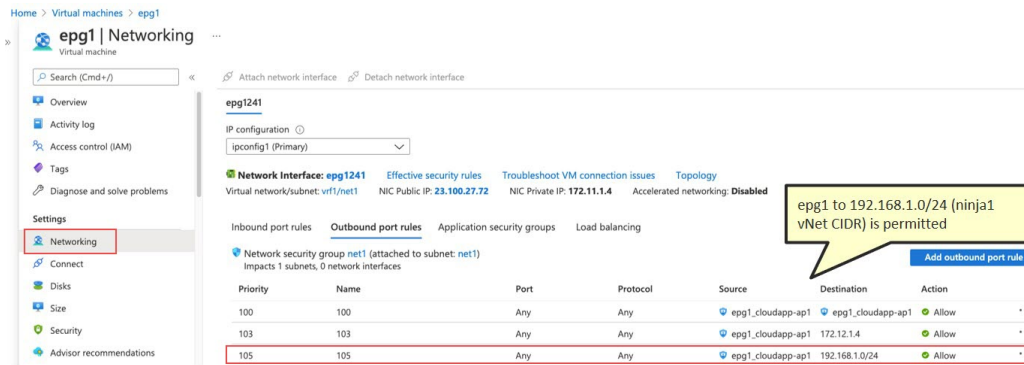 Home > Virtual machines > epg1
» epg1 | Networking ...
Virtual machine
Search (Cmd+/) «
Overview
Activity log
Access control (IAM)
Tags
Diagnose and solve problems
Settings
Networking
Connect
Disks
Size
Security
Advisor recommendations
Attach network interface Detach network interface
epg1241
IP configuration
ipconfig1 (Primary)
Network Interface: epg1241 Effective security rules Troubleshoot VM connection issues Topology
Virtual network/subnet: vrf1/net1 NIC Public IP: 23.100.27.72 NIC Private IP: 172.11.1.4 Accelerated networking: Disabled
epg1 to 192.168.1.0/24 (ninja1
vNet CIDR) is permitted
Inbound port rules Outbound port rules Application security groups Load balancing
Network security group net1 (attached to subnet: net1)
Impacts 1 subnets, 0 network interfaces
Add outbound port rule
Priority Name Port Protocol Source Destination Action
100 100 Any Any epg1_cloudapp-ap1 epg1_cloudapp-ap1 Allow
103 103 Any Any epg1_cloudapp-ap1 172.12.1.4 Allow
105 105 Any Any epg1_cloudapp-ap1 192.168.1.0/24 Allow